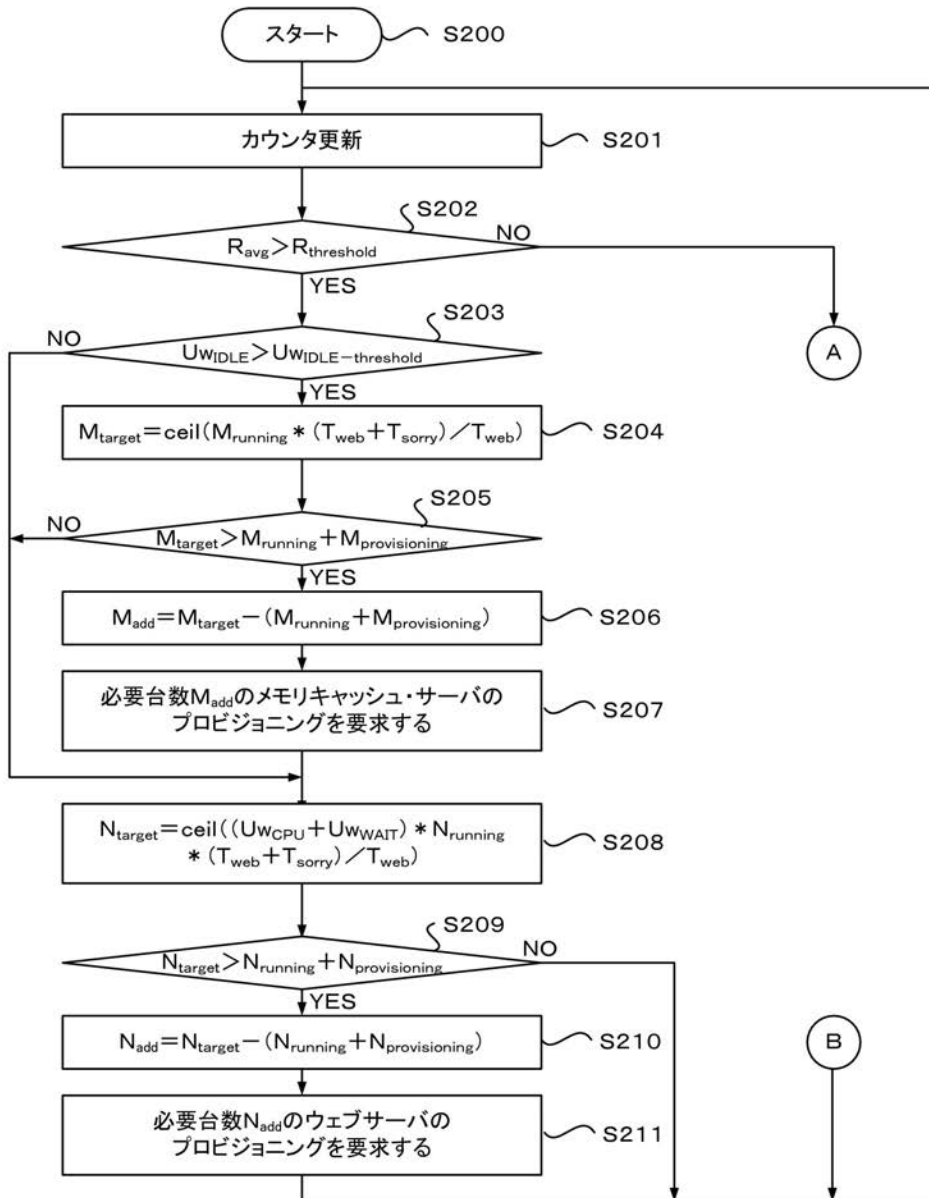 スタート
S200
カウンタ更新
S201
S202
Ravg＞Rthreshold
NO
YES
S203
NO
UwIDLE＞UwIDLE−threshold
A
YES
Mtarget＝ceil(Mrunning * (Tweb＋Tsorry)／Tweb)
S204
S205
NO
Mtarget＞Mrunning＋Mprovisioning
YES
Madd＝Mtarget−(Mrunning＋Mprovisioning)
S206
必要台数Maddのメモリキャッシュ・サーバの
プロビジョニングを要求する
S207
Ntarget＝ceil((UwCPU＋UwWAIT) * Nrunning
* (Tweb＋Tsorry)／Tweb)
S208
S209
NO
Ntarget＞Nrunning＋Nprovisioning
YES
Nadd＝Ntarget−(Nrunning＋Nprovisioning)
S210
B
必要台数Naddのウェブサーバの
プロビジョニングを要求する
S211